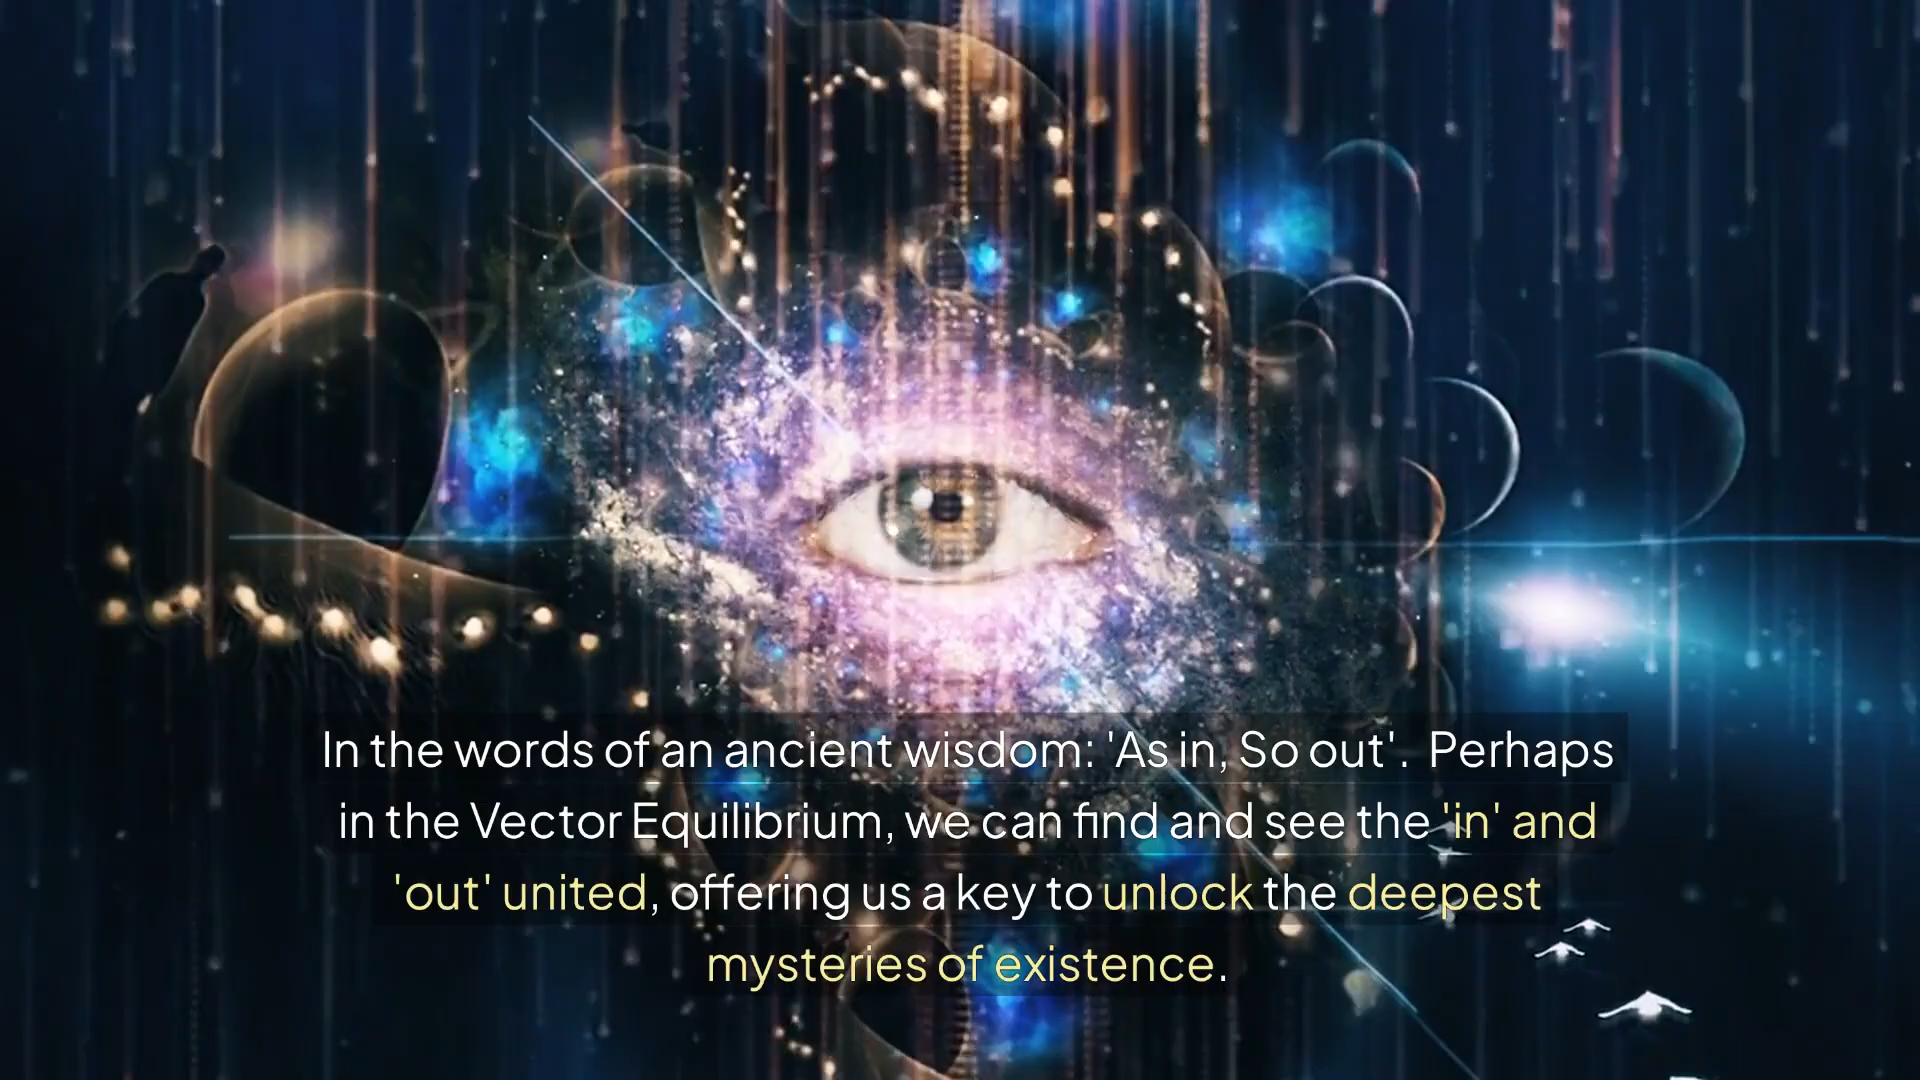 In the words of an ancient wisdom: 'As in, So out'. Perhaps
in the Vector Equilibrium, we can find and see the 'in' and
'out' united, offering us a key to unlock the deepest
mysteries of existence.